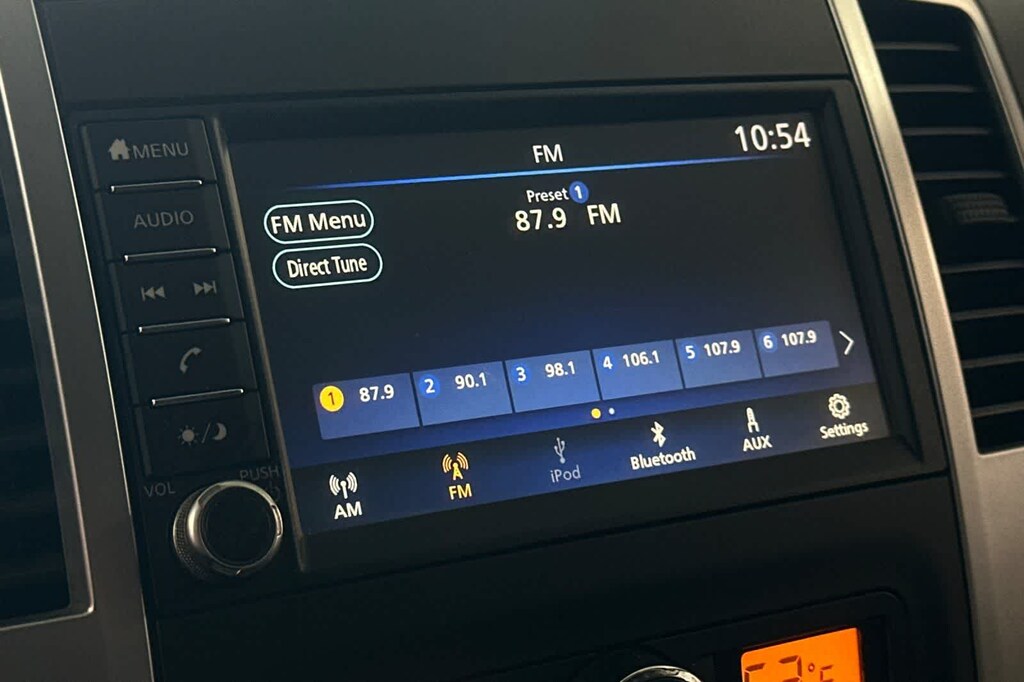 MENU
AUDIO
VOL
PUSH
FM
10:54
Preset 1
87.9 FM
FM Menu
Direct Tune
1 87.9 2 90.1 3 98.1 4 106.1 5 107.9 6 107.9
AM FM iPod Bluetooth AUX Settings
°F